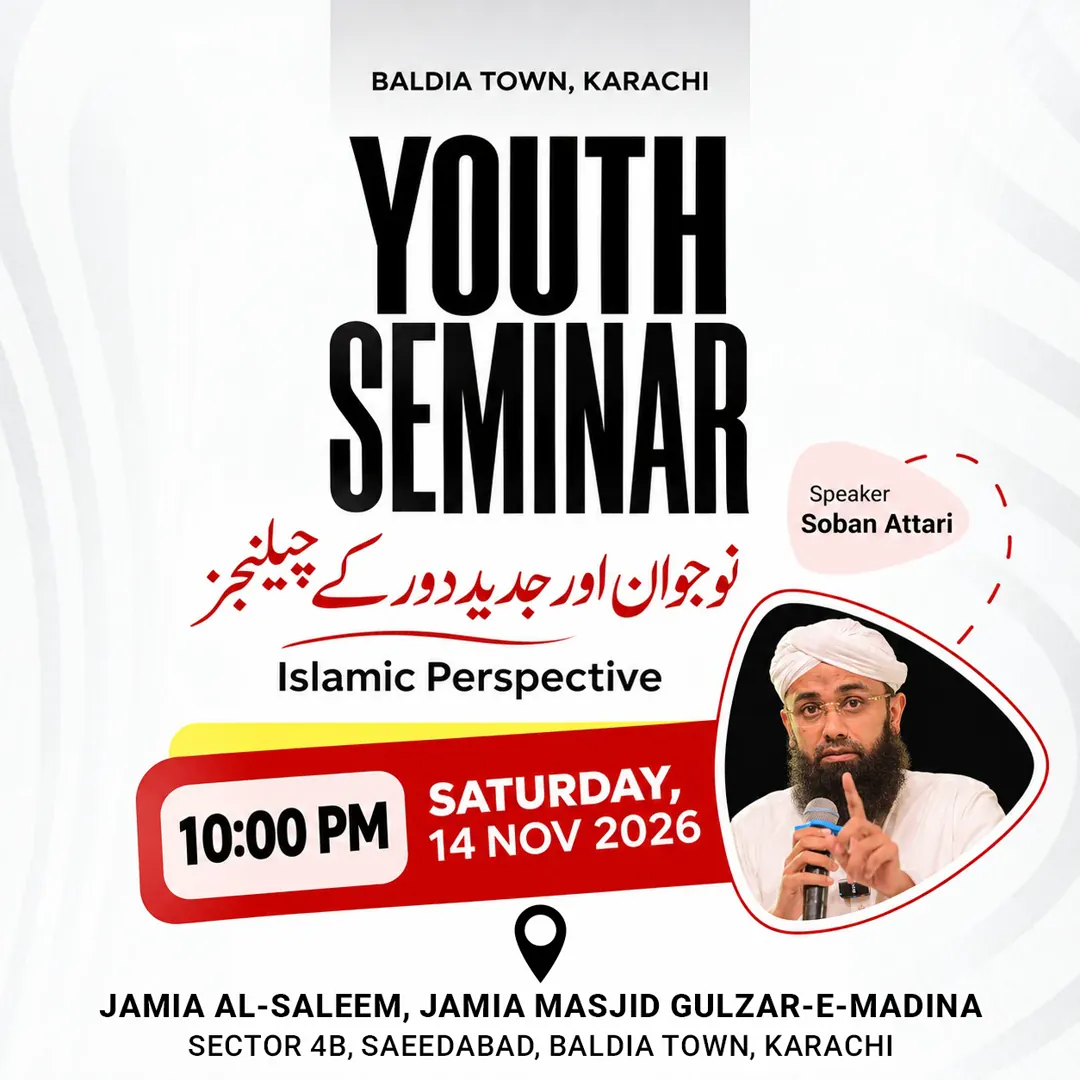 BALDIA TOWN, KARACHI
YOUTH
SEMINAR
نوجوان اور جدید دور کے چیلنجز
Islamic Perspective
Speaker
Soban Attari
10:00 PM
SATURDAY,
14 NOV 2026
JAMIA AL-SALEEM, JAMIA MASJID GULZAR-E-MADINA
SECTOR 4B, SAEEDABAD, BALDIA TOWN, KARACHI